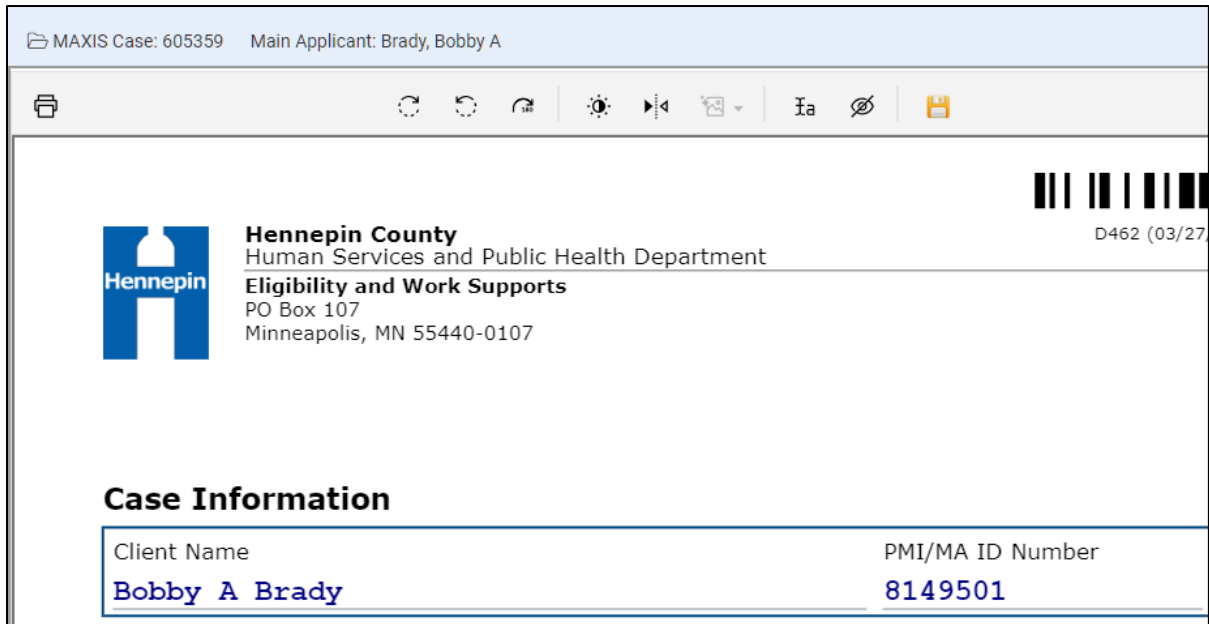 MAXIS Case: 605359 Main Applicant: Brady, Bobby A
180
Ɪa
Hennepin County
D462 (03/27/
Human Services and Public Health Department
Hennepin
Eligibility and Work Supports
PO Box 107
Minneapolis, MN 55440-0107
Case Information
Client Name PMI/MA ID Number
Bobby A Brady 8149501